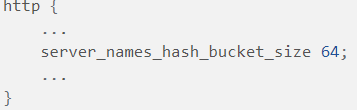 http {
    ...
    server_names_hash_bucket_size 64;
    ...
}